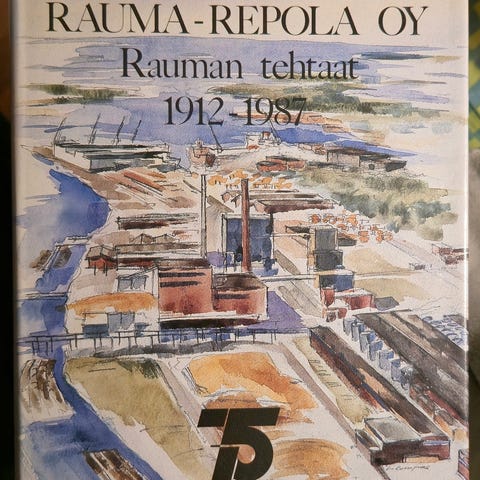 RAUMA-REPOLA OY
Rauman tehtaat
1912-1987
75